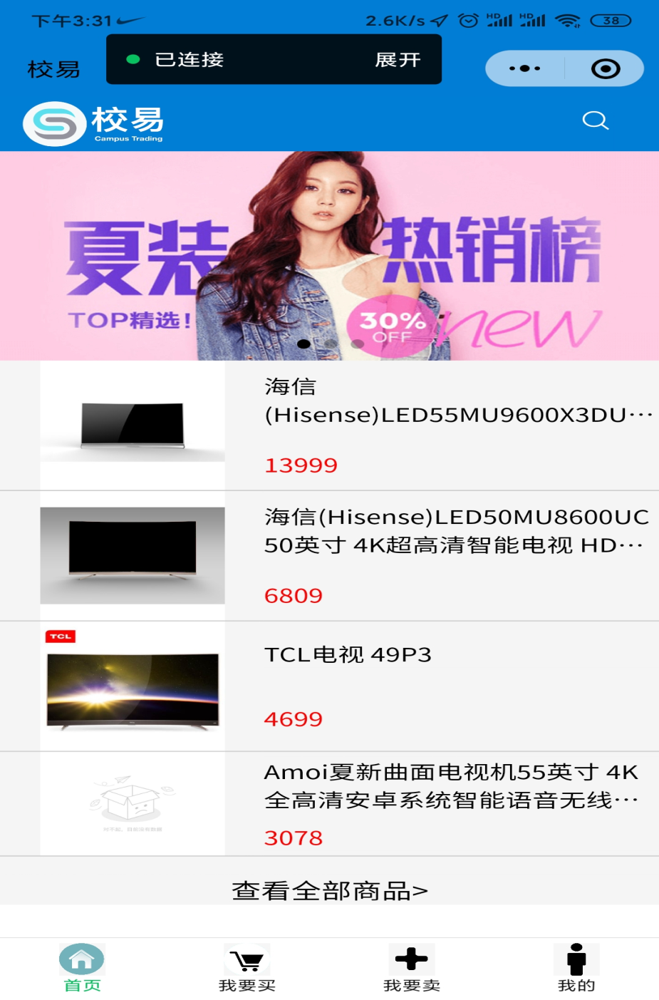 下午3:31
2.6K/s
HD
HD
38
校易
已连接
展开
校易
Campus Trading
夏装
热销榜
TOP精选!
30%
OFF
new
海信
(Hisense)LED55MU9600X3DU…
13999
海信(Hisense)LED50MU8600UC
50英寸 4K超高清智能电视 HD…
6809
TCL
TCL电视 49P3
4699
Amoi夏新曲面电视机55英寸 4K
全高清安卓系统智能语音无线…
对不起，目前没有数据
3078
查看全部商品>
首页
我要买
我要卖
我的